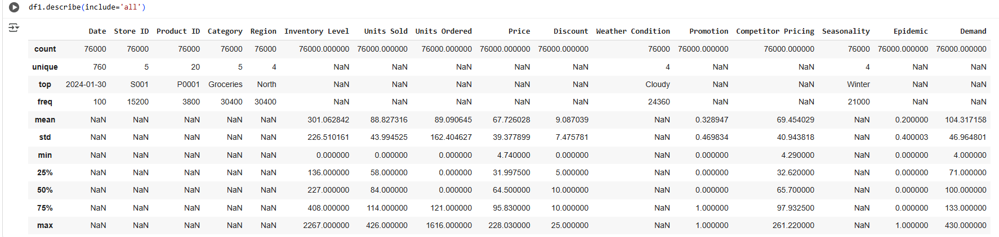 df1.describe(include='all')
Date Store ID Product ID Category Region Inventory Level Units Sold Units Ordered Price Discount Weather Condition Promotion Competitor Pricing Seasonality Epidemic Demand
count 76000 76000 76000 76000 76000 76000.000000 76000.000000 76000.000000 76000.000000 76000.000000 76000 76000.000000 76000.000000 76000 76000.000000 76000.000000
unique 760 5 20 5 4 NaN NaN NaN NaN NaN 4 NaN NaN 4 NaN NaN
top 2024-01-30 S001 P0001 Groceries North NaN NaN NaN NaN NaN Cloudy NaN NaN Winter NaN NaN
freq 100 15200 3800 30400 30400 NaN NaN NaN NaN NaN 24360 NaN NaN 21000 NaN NaN
mean NaN NaN NaN NaN NaN 301.062842 88.827316 89.090645 67.726028 9.087039 NaN 0.328947 69.454029 NaN 0.200000 104.317158
std NaN NaN NaN NaN NaN 226.510161 43.994525 162.404627 39.377899 7.475781 NaN 0.469834 40.943818 NaN 0.400003 46.964801
min NaN NaN NaN NaN NaN 0.000000 0.000000 0.000000 4.740000 0.000000 NaN 0.000000 4.290000 NaN 0.000000 4.000000
25% NaN NaN NaN NaN NaN 136.000000 58.000000 0.000000 31.997500 5.000000 NaN 0.000000 32.620000 NaN 0.000000 71.000000
50% NaN NaN NaN NaN NaN 227.000000 84.000000 0.000000 64.500000 10.000000 NaN 0.000000 65.700000 NaN 0.000000 100.000000
75% NaN NaN NaN NaN NaN 408.000000 114.000000 121.000000 95.830000 10.000000 NaN 1.000000 97.932500 NaN 0.000000 133.000000
max NaN NaN NaN NaN NaN 2267.000000 426.000000 1616.000000 228.030000 25.000000 NaN 1.000000 261.220000 NaN 1.000000 430.000000